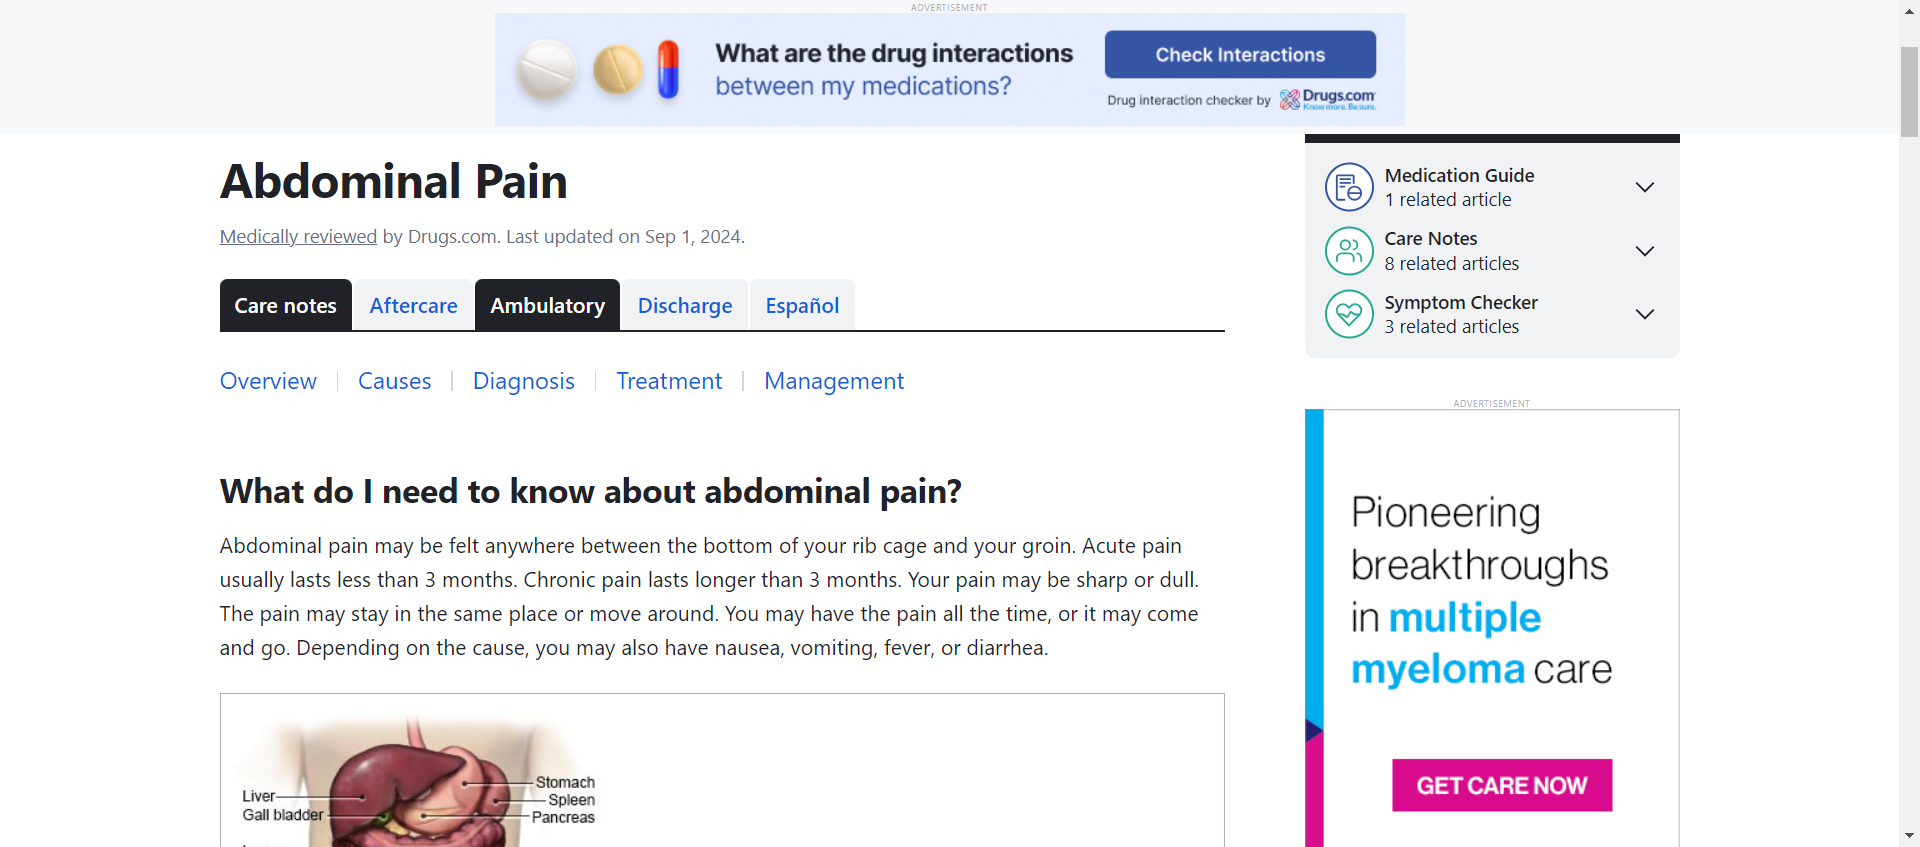 ADVERTISEMENT
What are the drug interactions
between my medications?
Check Interactions
Drug interaction checker by Drugs.com
Know more. Be sure.
Abdominal Pain
Medically reviewed by Drugs.com. Last updated on Sep 1, 2024.
Care notes Aftercare Ambulatory Discharge Español
Overview Causes Diagnosis Treatment Management
What do I need to know about abdominal pain?
Abdominal pain may be felt anywhere between the bottom of your rib cage and your groin. Acute pain
usually lasts less than 3 months. Chronic pain lasts longer than 3 months. Your pain may be sharp or dull.
The pain may stay in the same place or move around. You may have the pain all the time, or it may come
and go. Depending on the cause, you may also have nausea, vomiting, fever, or diarrhea.
Liver
Gall bladder
Stomach
Spleen
Pancreas
Medication Guide
1 related article
Care Notes
8 related articles
Symptom Checker
3 related articles
ADVERTISEMENT
Pioneering
breakthroughs
in multiple
myeloma care
GET CARE NOW